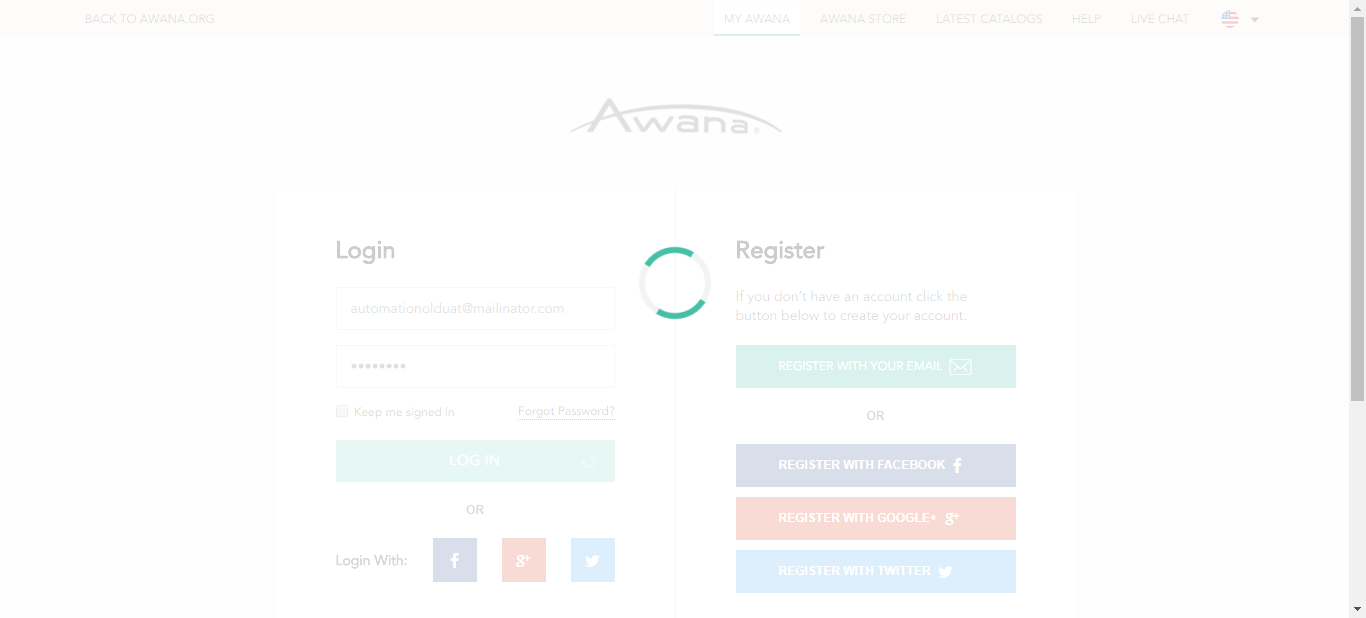 BACK TO AWANA.ORG
MY AWANA
AWANA STORE
LATEST CATALOGS
HELP
LIVE CHAT
Awana®
Login
automationolduat@mailinator.com
Keep me signed in
Forgot Password?
LOG IN
OR
Login With:
f
g+
Register
If you don't have an account click the
button below to create your account.
REGISTER WITH YOUR EMAIL
OR
REGISTER WITH FACEBOOK f
REGISTER WITH GOOGLE+ g+
REGISTER WITH TWITTER